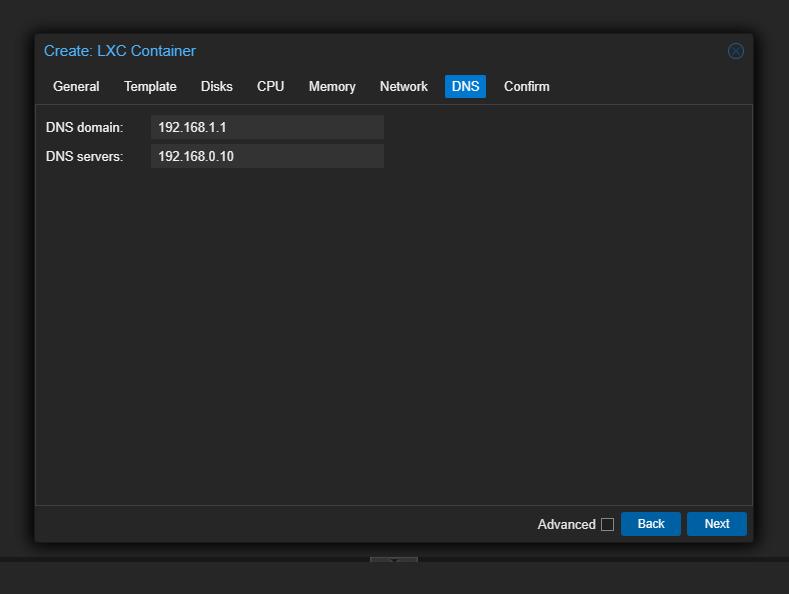 Create: LXC Container
General Template Disks CPU Memory Network DNS Confirm
DNS domain: 192.168.1.1
DNS servers: 192.168.0.10
Advanced Back Next